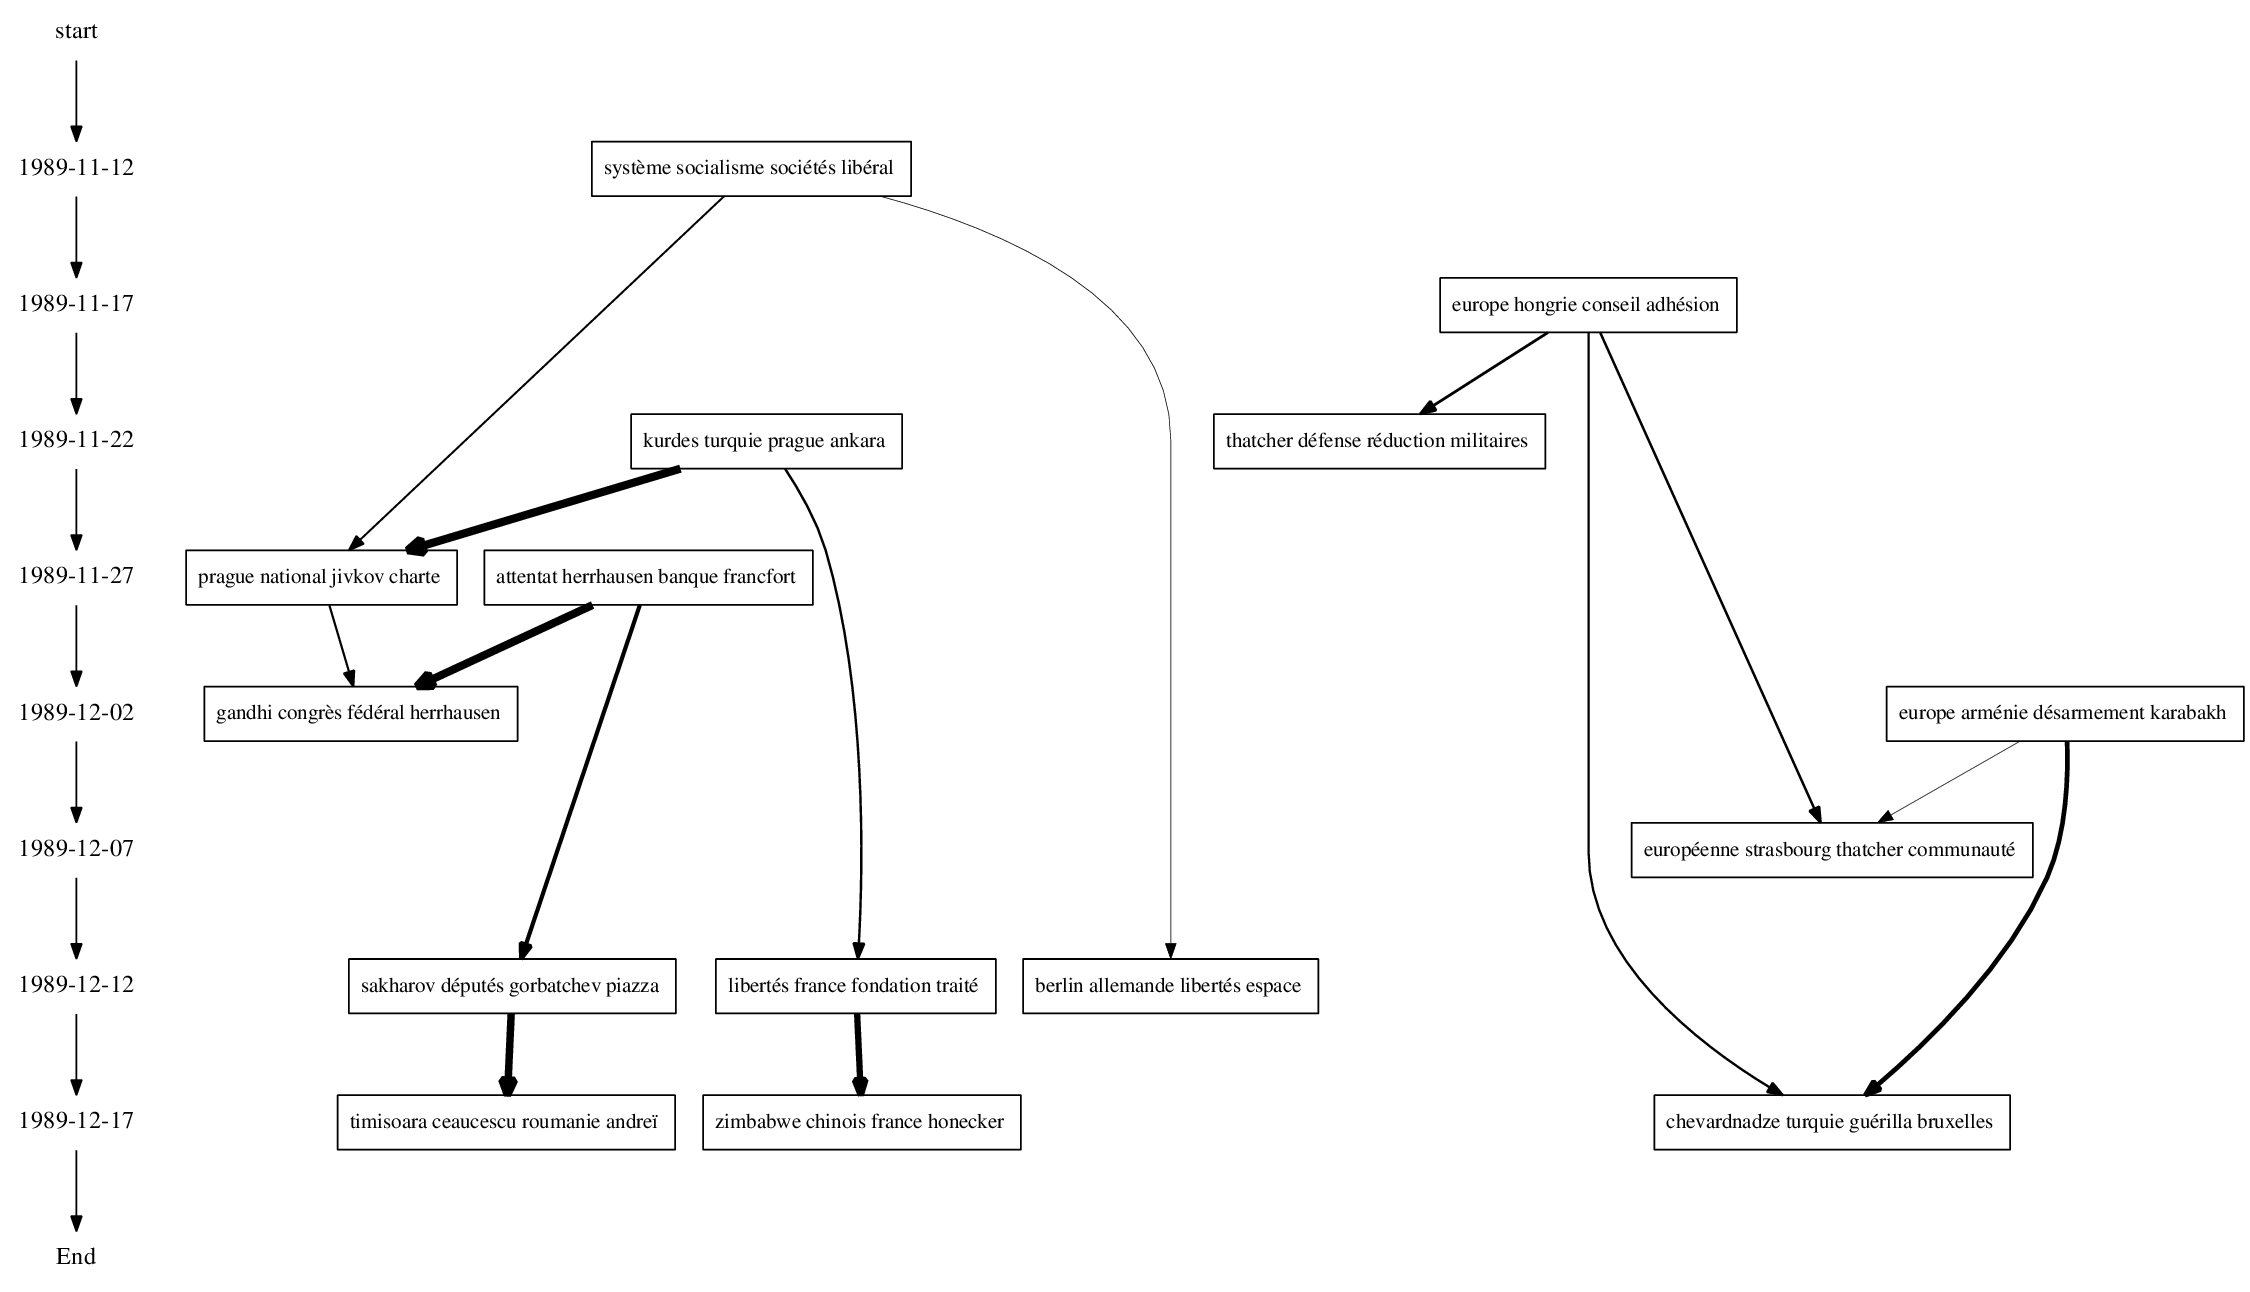 start
1989-11-12
système socialisme sociétés libéral
1989-11-17
europe hongrie conseil adhésion
1989-11-22
kurdes turquie prague ankara
thatcher défense réduction militaires
1989-11-27
prague national jivkov charte
attentat herrhausen banque francfort
1989-12-02
gandhi congrès fédéral herrhausen
europe arménie désarmement karabakh
1989-12-07
européenne strasbourg thatcher communauté
1989-12-12
sakharov députés gorbatchev piazza
libertés france fondation traité
berlin allemande libertés espace
1989-12-17
timisoara ceaucescu roumanie andreï
zimbabwe chinois france honecker
chevardnadze turquie guérilla bruxelles
End